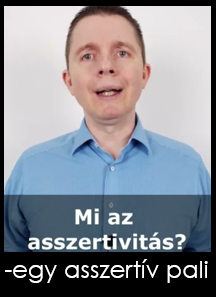 Mi az
asszertivitás?
-egy asszertív pali